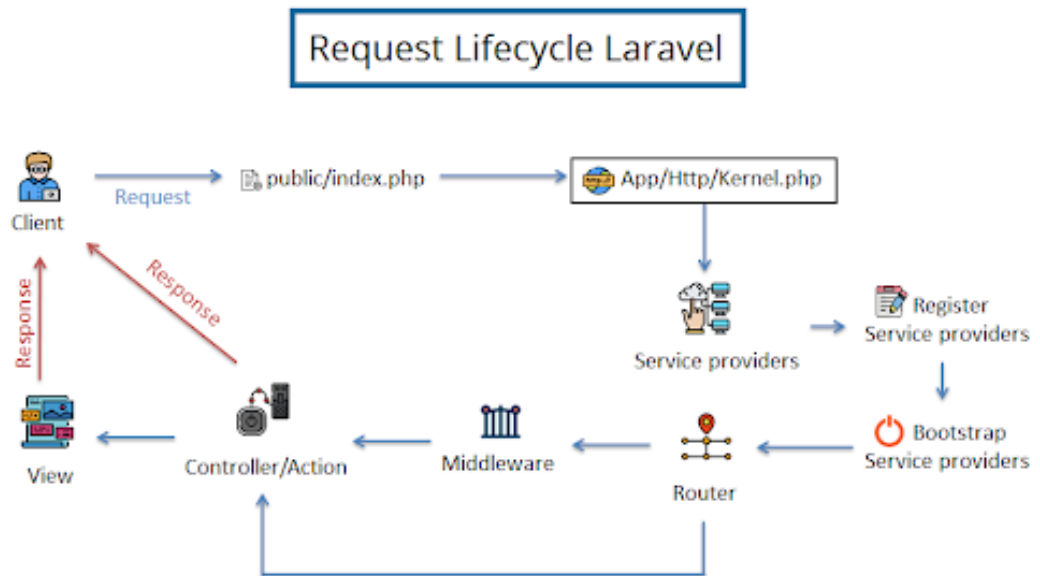 Request Lifecycle Laravel
Client
Request
public/index.php
App/Http/Kernel.php
Response
Response
Service providers
Register
Service providers
Bootstrap
Service providers
Router
Middleware
Controller/Action
View